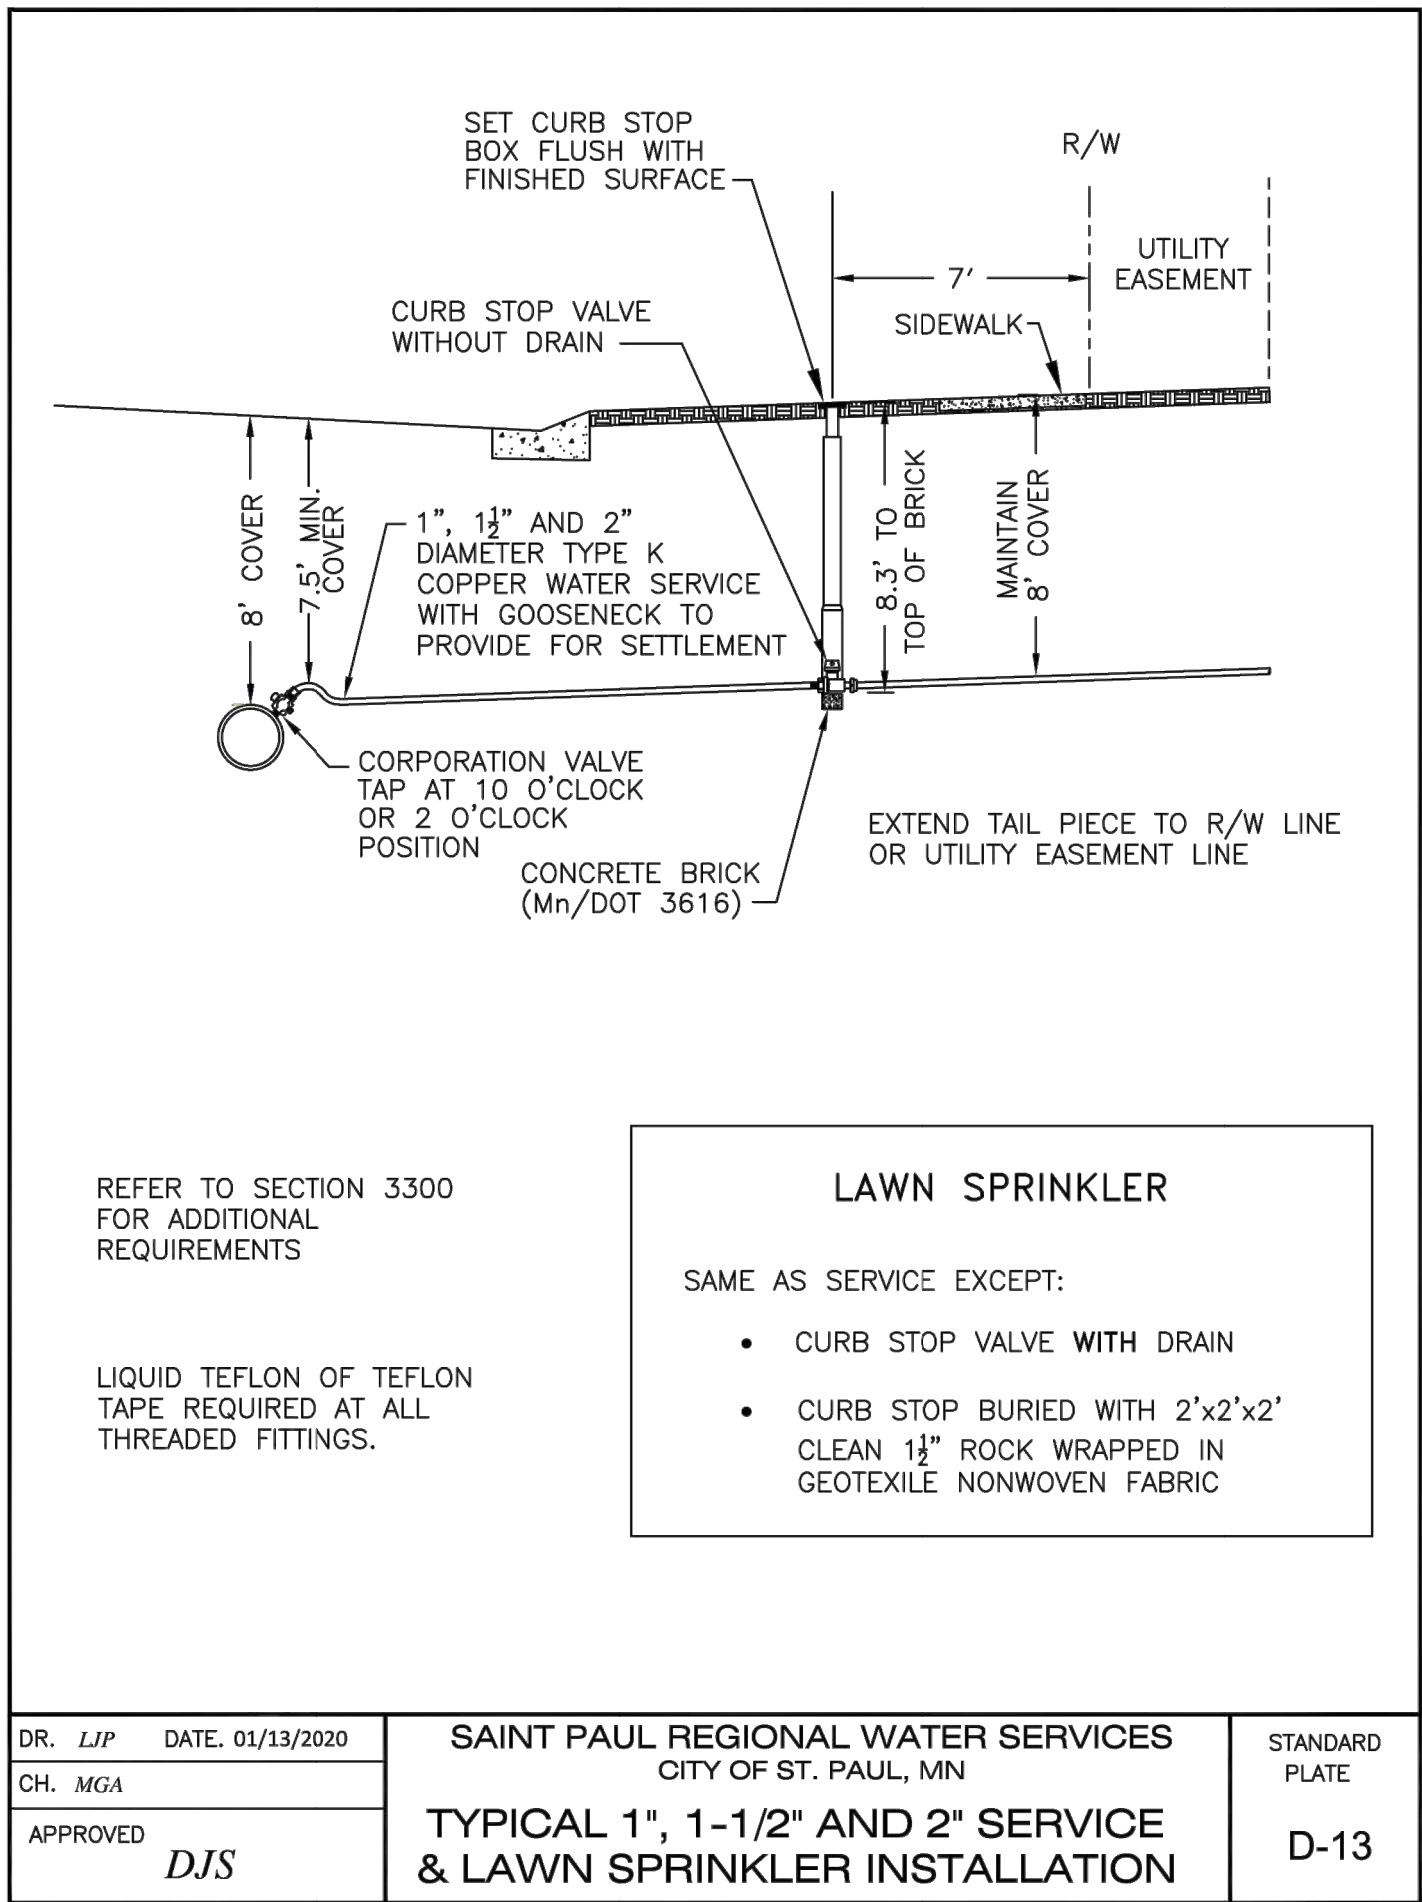 SET CURB STOP
BOX FLUSH WITH
FINISHED SURFACE
R/W
UTILITY
EASEMENT
7'
SIDEWALK
CURB STOP VALVE
WITHOUT DRAIN
8' COVER
7.5' MIN.
COVER
1", 1½" AND 2"
DIAMETER TYPE K
COPPER WATER SERVICE
WITH GOOSENECK TO
PROVIDE FOR SETTLEMENT
8.3' TO
TOP OF BRICK
MAINTAIN
8' COVER
CORPORATION VALVE
TAP AT 10 O'CLOCK
OR 2 O'CLOCK
POSITION
CONCRETE BRICK
(Mn/DOT 3616)
EXTEND TAIL PIECE TO R/W LINE
OR UTILITY EASEMENT LINE
REFER TO SECTION 3300
FOR ADDITIONAL
REQUIREMENTS
LIQUID TEFLON OF TEFLON
TAPE REQUIRED AT ALL
THREADED FITTINGS.
LAWN SPRINKLER
SAME AS SERVICE EXCEPT:
• CURB STOP VALVE WITH DRAIN
• CURB STOP BURIED WITH 2'x2'x2'
CLEAN 1½" ROCK WRAPPED IN
GEOTEXILE NONWOVEN FABRIC
DR. LJP DATE. 01/13/2020
CH. MGA
APPROVED
DJS
SAINT PAUL REGIONAL WATER SERVICES
CITY OF ST. PAUL, MN
TYPICAL 1", 1-1/2" AND 2" SERVICE
& LAWN SPRINKLER INSTALLATION
STANDARD
PLATE
D-13